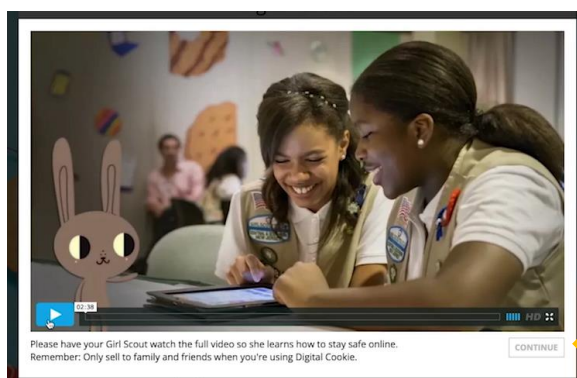 02:38
HD
Please have your Girl Scout watch the full video so she learns how to stay safe online.
Remember: Only sell to family and friends when you're using Digital Cookie.
CONTINUE